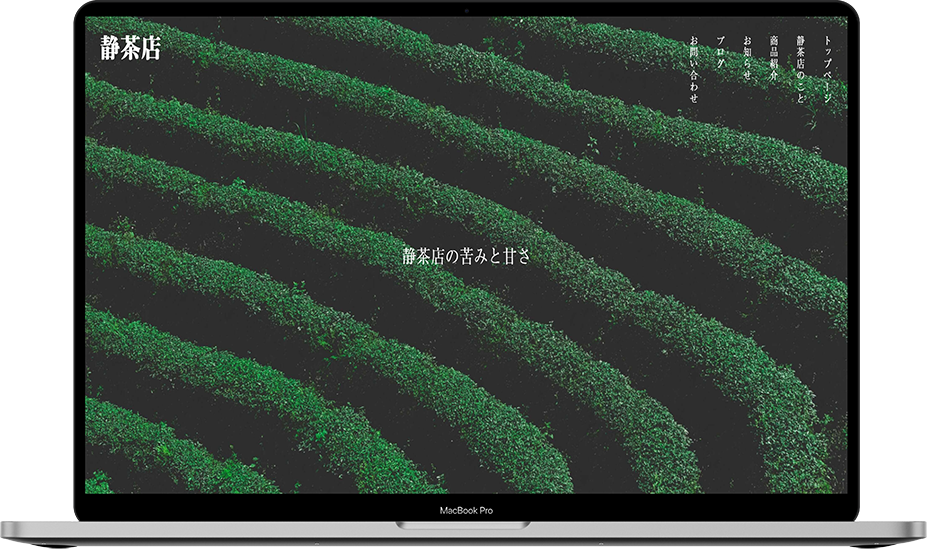 静茶店
トップページ
静茶店のこと
商品紹介
お知らせ
ブログ
お問い合わせ
静茶店の苦みと甘さ
MacBook Pro